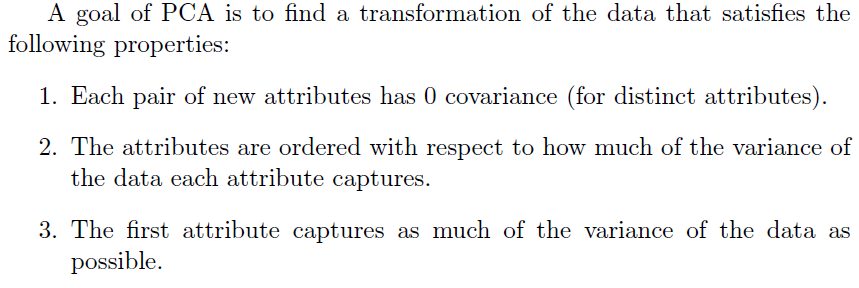 A goal of PCA is to find a transformation of the data that satisfies the
following properties:
1. Each pair of new attributes has 0 covariance (for distinct attributes).
2. The attributes are ordered with respect to how much of the variance of
the data each attribute captures.
3. The first attribute captures as much of the variance of the data as
possible.